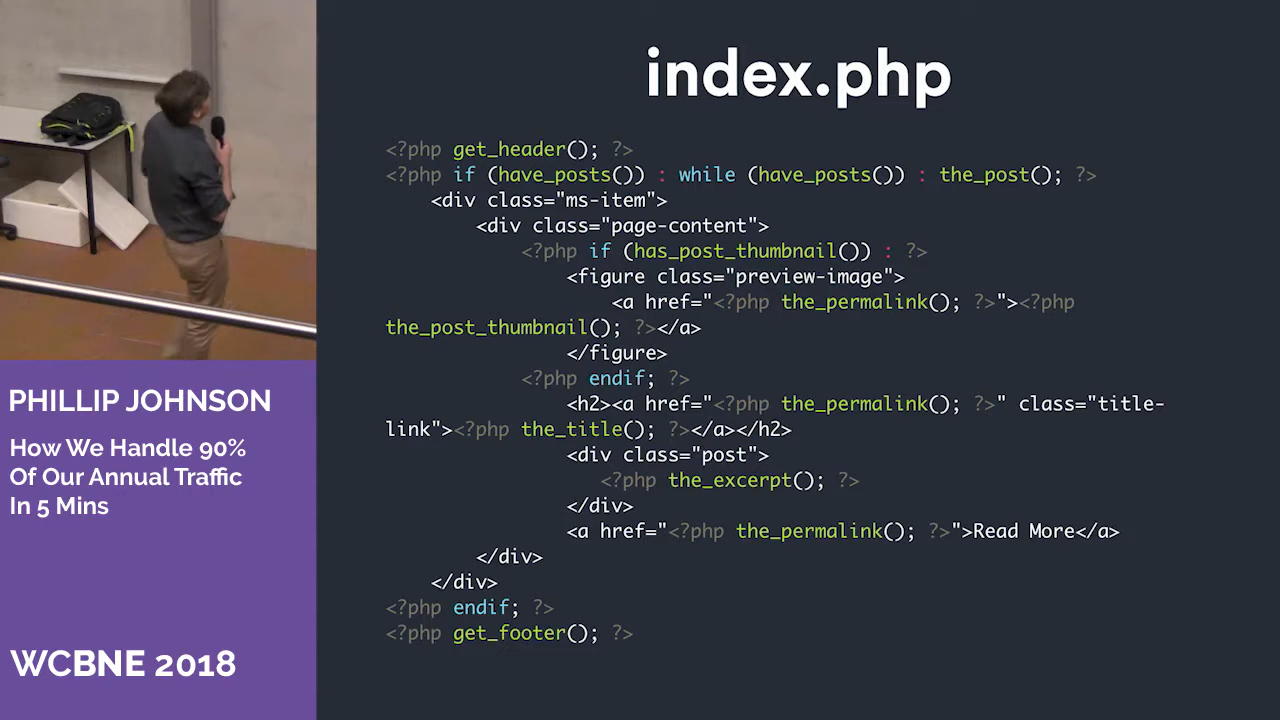 index.php
<?php get_header(); ?>
<?php if (have_posts()) : while (have_posts()) : the_post(); ?>
<div class="ms-item">
<div class="page-content">
<?php if (has_post_thumbnail()) : ?>
<figure class="preview-image">
<a href="<?php the_permalink(); ?>"><?php
the_post_thumbnail(); ?></a>
</figure>
<?php endif; ?>
<h2><a href="<?php the_permalink(); ?>" class="title-
link"><?php the_title(); ?></a></h2>
<div class="post">
<?php the_excerpt(); ?>
</div>
<a href="<?php the_permalink(); ?>">Read More</a>
</div>
</div>
<?php endif; ?>
<?php get_footer(); ?>
PHILLIP JOHNSON
How We Handle 90%
Of Our Annual Traffic
In 5 Mins
WCBNE 2018